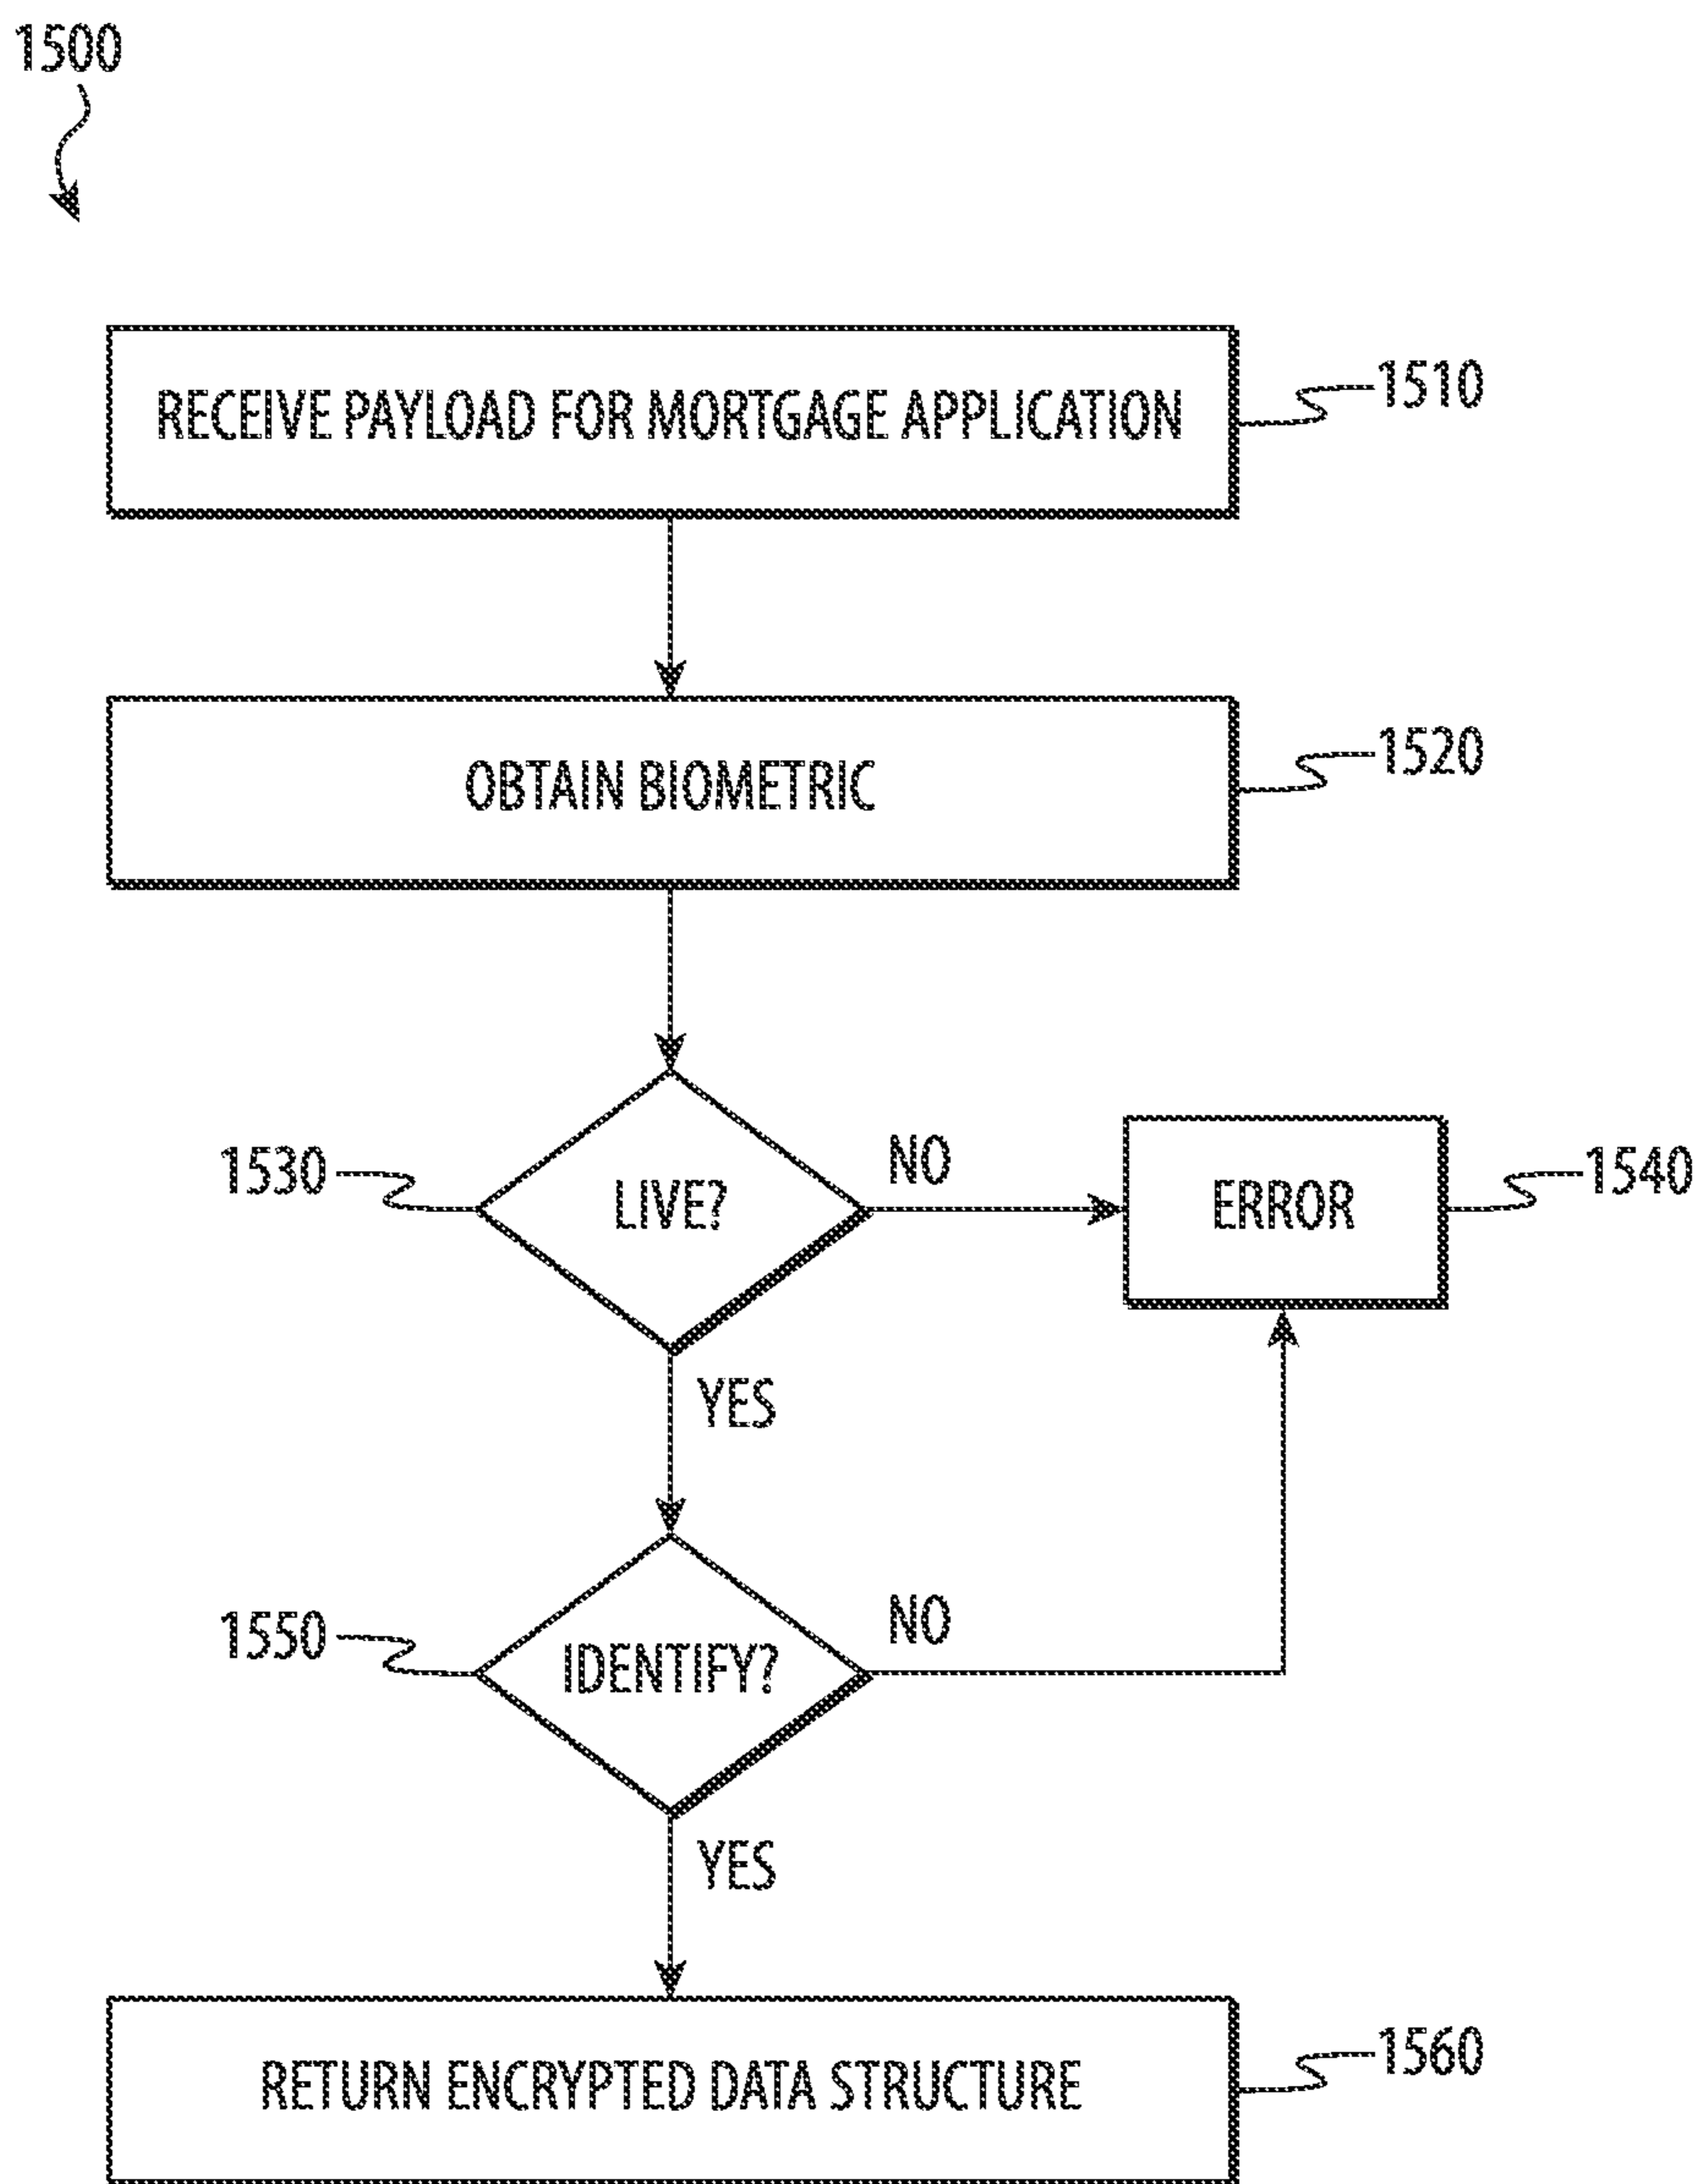 1500
RECEIVE PAYLOAD FOR MORTGAGE APPLICATION
1510
OBTAIN BIOMETRIC
1520
1530
LIVE?
NO
ERROR
1540
YES
1550
IDENTIFY?
NO
YES
RETURN ENCRYPTED DATA STRUCTURE
1560